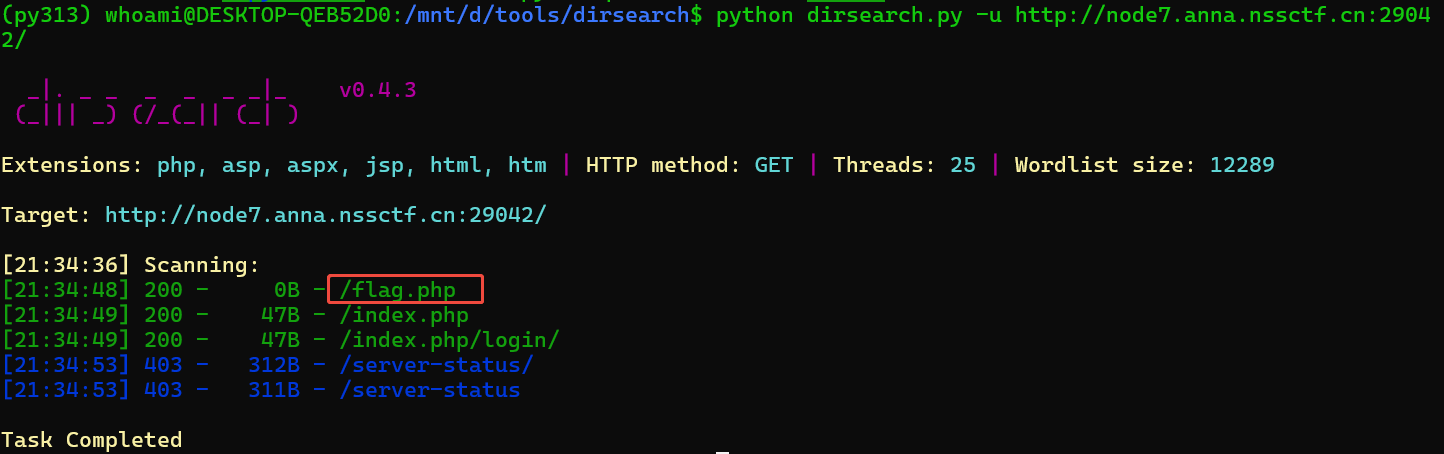 (py313) whoami@DESKTOP-QEB52D0:/mnt/d/tools/dirsearch$ python dirsearch.py -u http://node7.anna.nssctf.cn:2904
2/
_|. _ _  _  _  _ _|_    v0.4.3
(_||| _) (/_(_|| (_| )
Extensions: php, asp, aspx, jsp, html, htm | HTTP method: GET | Threads: 25 | Wordlist size: 12289
Target: http://node7.anna.nssctf.cn:29042/
[21:34:36] Scanning:
[21:34:48] 200 -     0B - /flag.php
[21:34:49] 200 -    47B - /index.php
[21:34:49] 200 -    47B - /index.php/login/
[21:34:53] 403 -   312B - /server-status/
[21:34:53] 403 -   311B - /server-status
Task Completed